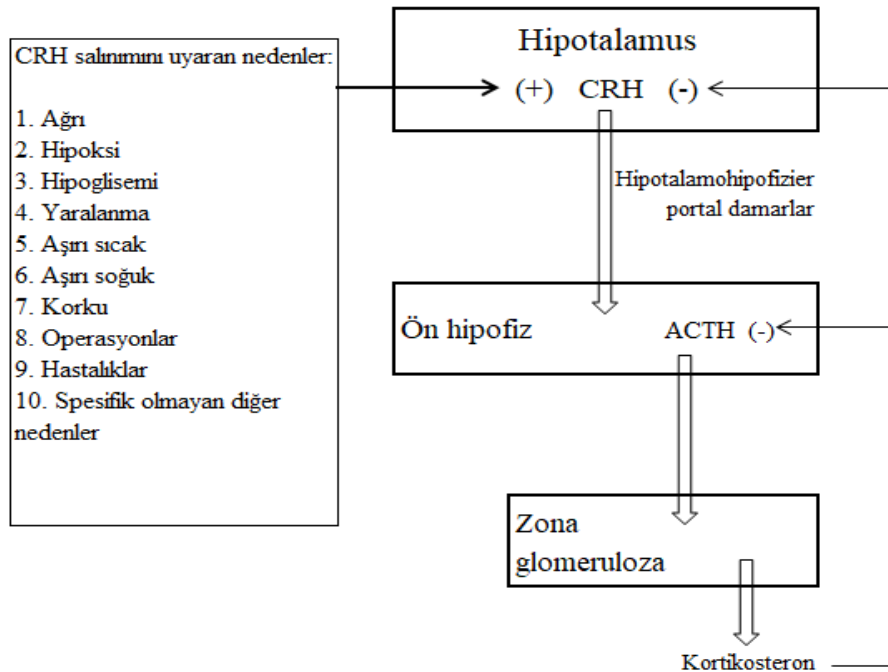 CRH salınımını uyaran nedenler:
1. Ağrı
2. Hipoksi
3. Hipoglisemi
4. Yaralanma
5. Aşırı sıcak
6. Aşırı soğuk
7. Korku
8. Operasyonlar
9. Hastalıklar
10. Spesifik olmayan diğer
nedenler
Hipotalamus
(+) CRH (-)
Hipotalamohipofizier
portal damarlar
Ön hipofiz ACTH (-)
Zona
glomeruloza
Kortikosteron